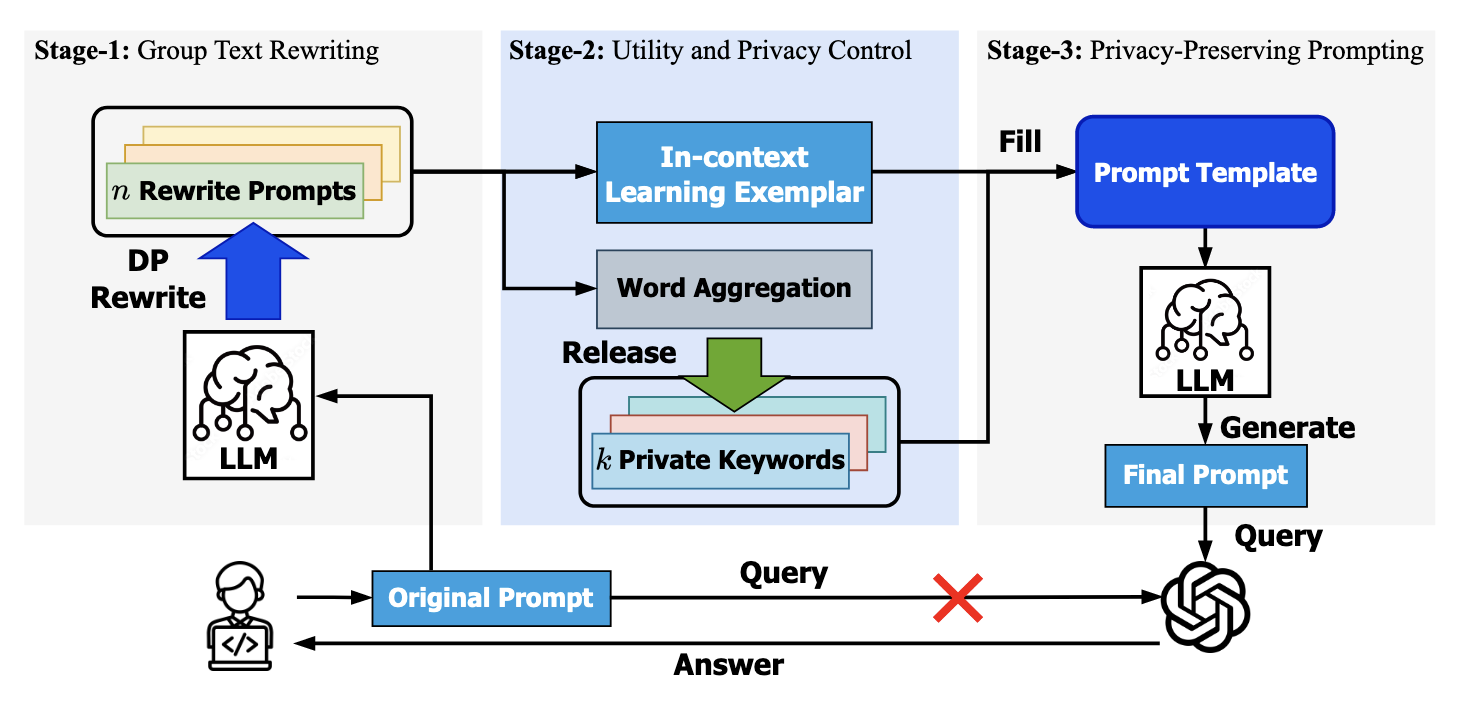 Stage-1: Group Text Rewriting
Stage-2: Utility and Privacy Control
Stage-3: Privacy-Preserving Prompting
n Rewrite Prompts
DP
Rewrite
LLM
In-context
Learning Exemplar
Word Aggregation
Release
k Private Keywords
Fill
Prompt Template
LLM
Generate
Final Prompt
Query
Original Prompt
Query
</>
Answer